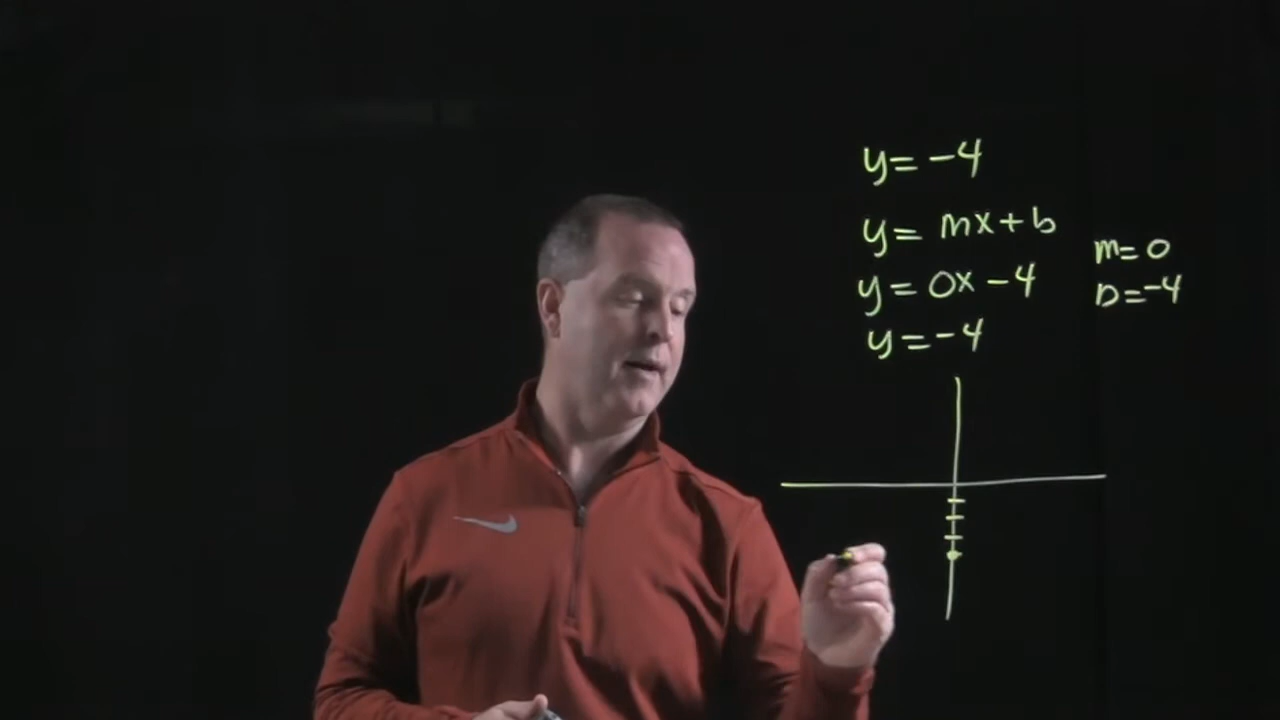 y = -4
y = mx + b
m = 0
y = 0x - 4
b = -4
y = -4